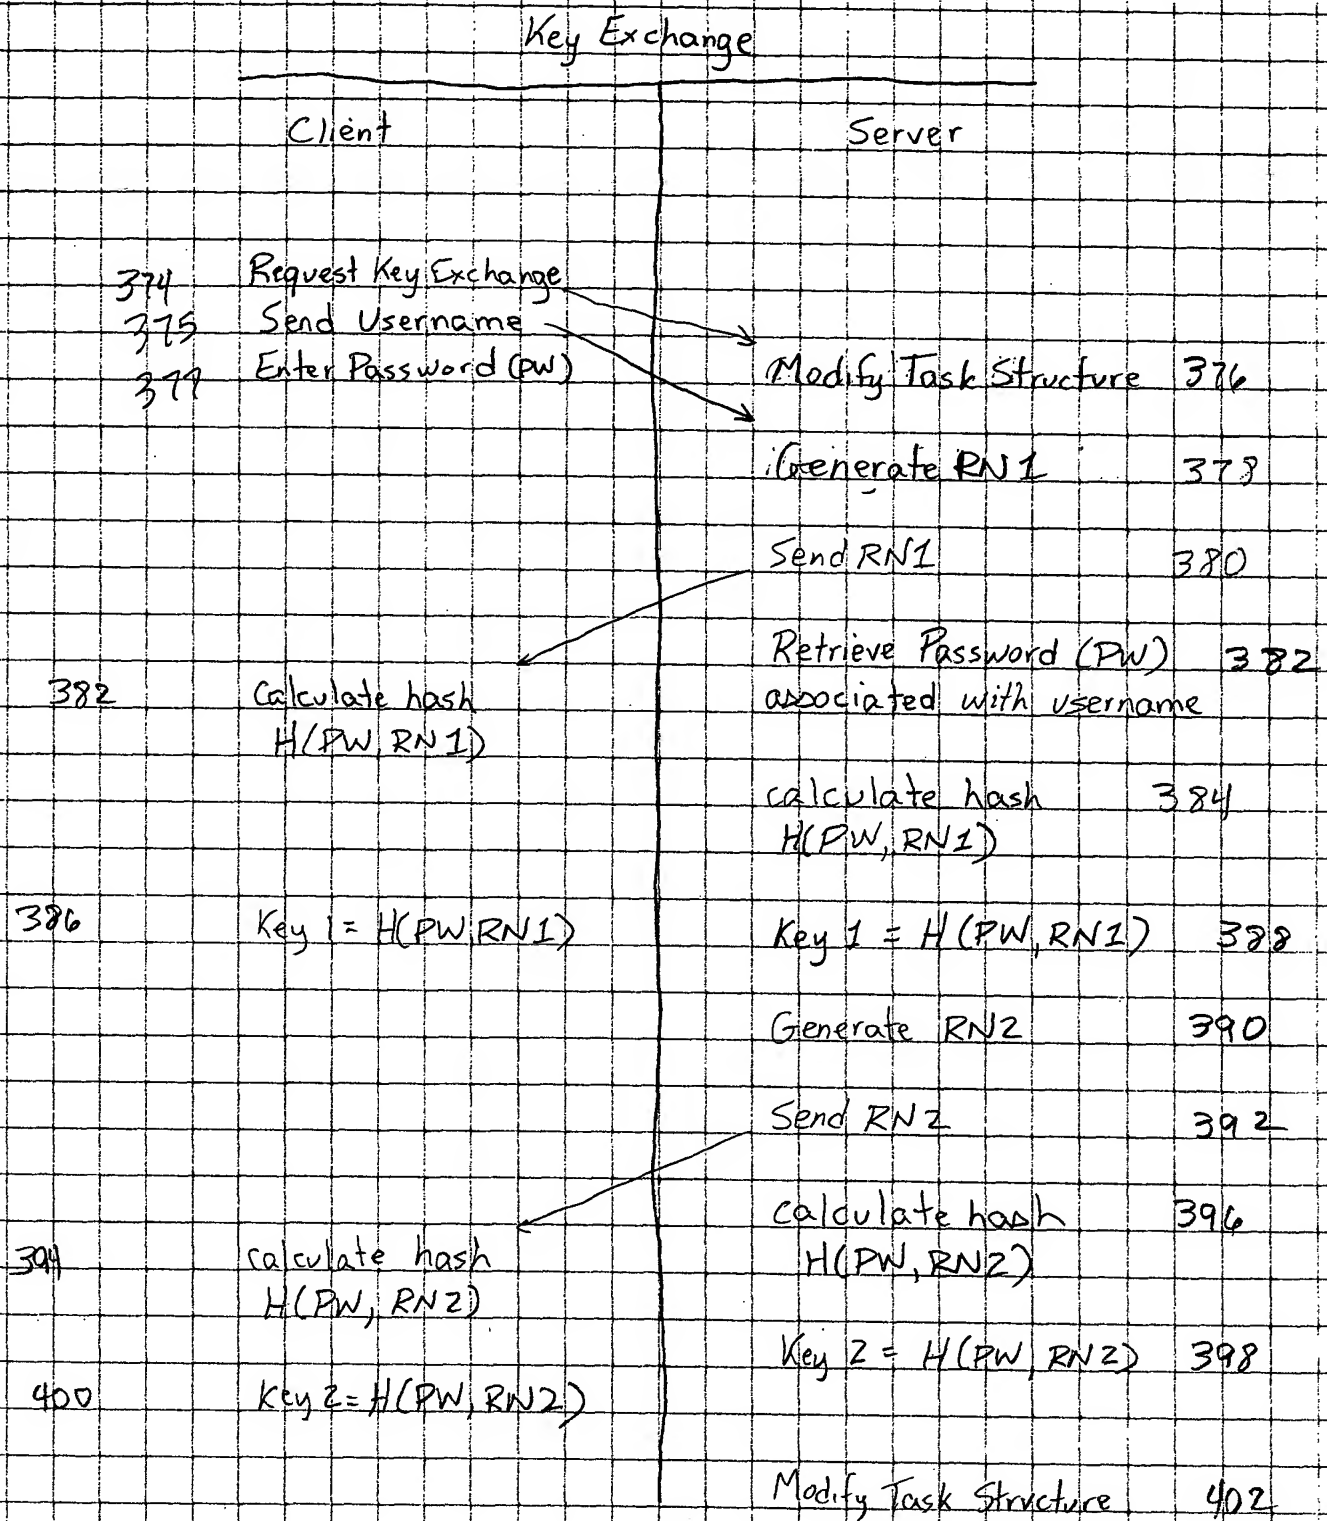 Key Exchange
Client Server
374 Request Key Exchange
375 Send Username
377 Enter Password (PW)
Modify Task Structure 376
Generate RN1 378
Send RN1 380
Retrieve Password (PW) 382
associated with username
382 Calculate hash
H(PW, RN1)
calculate hash 384
H(PW, RN1)
386 Key 1 = H(PW, RN1)
Key 1 = H(PW, RN1) 388
Generate RN2 390
Send RN2 392
calculate hash 396
H(PW, RN2)
394 calculate hash
H(PW, RN2)
Key 2 = H(PW, RN2) 398
400 Key 2 = H(PW, RN2)
Modify Task Structure 402